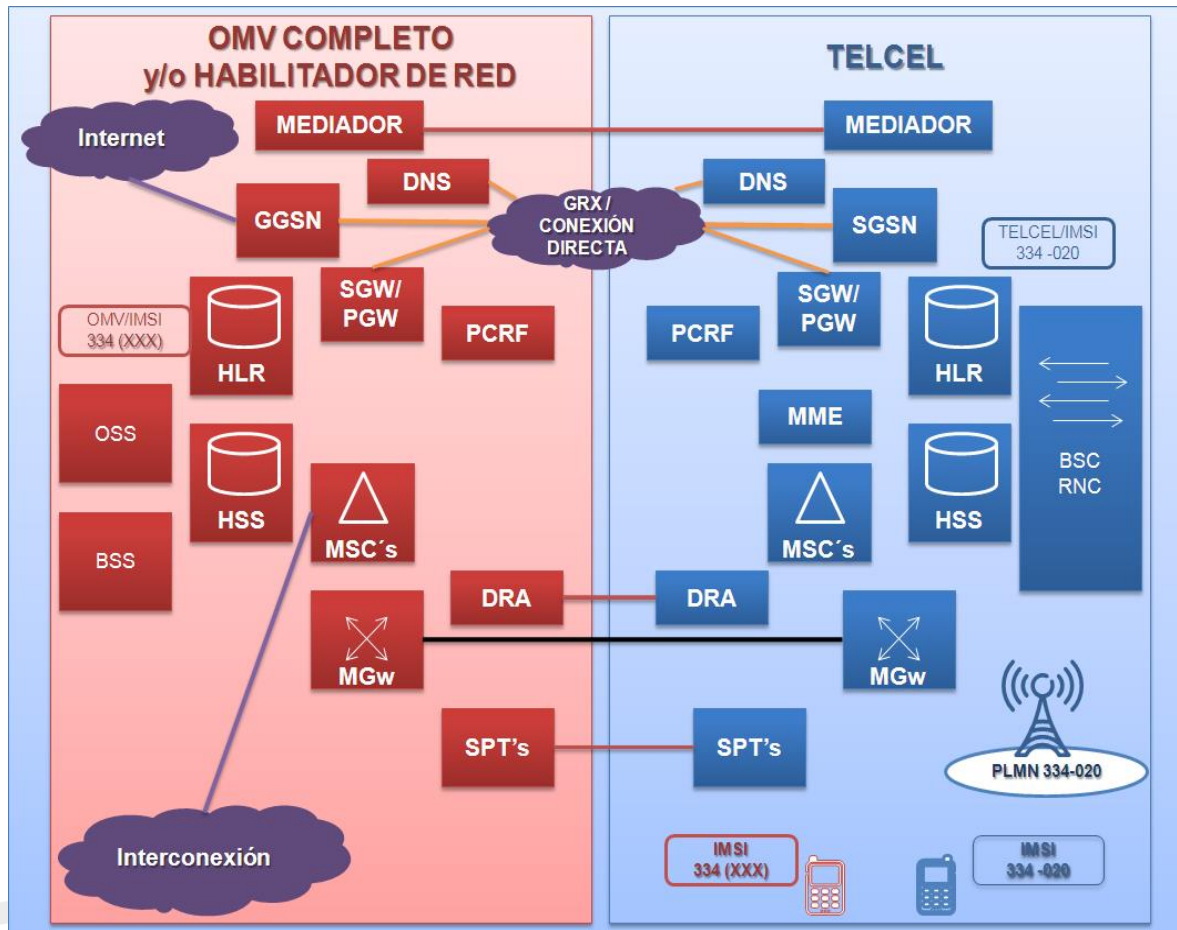 OMV COMPLETO
y/o HABILITADOR DE RED
Internet
MEDIADOR
DNS
GGSN
SGW/
PGW
PCRF
OMV/IMSI
334 (XXX)
HLR
OSS
HSS
BSS
MSC´s
DRA
MGw
SPT's
Interconexión
GRX /
CONEXIÓN
DIRECTA
TELCEL
MEDIADOR
DNS
SGSN
TELCEL/IMSI
334 -020
SGW/
PGW
PCRF
HLR
MME
BSC
RNC
HSS
MSC´s
DRA
MGw
SPT's
PLMN 334-020
IMSI
334 (XXX)
IMSI
334 -020